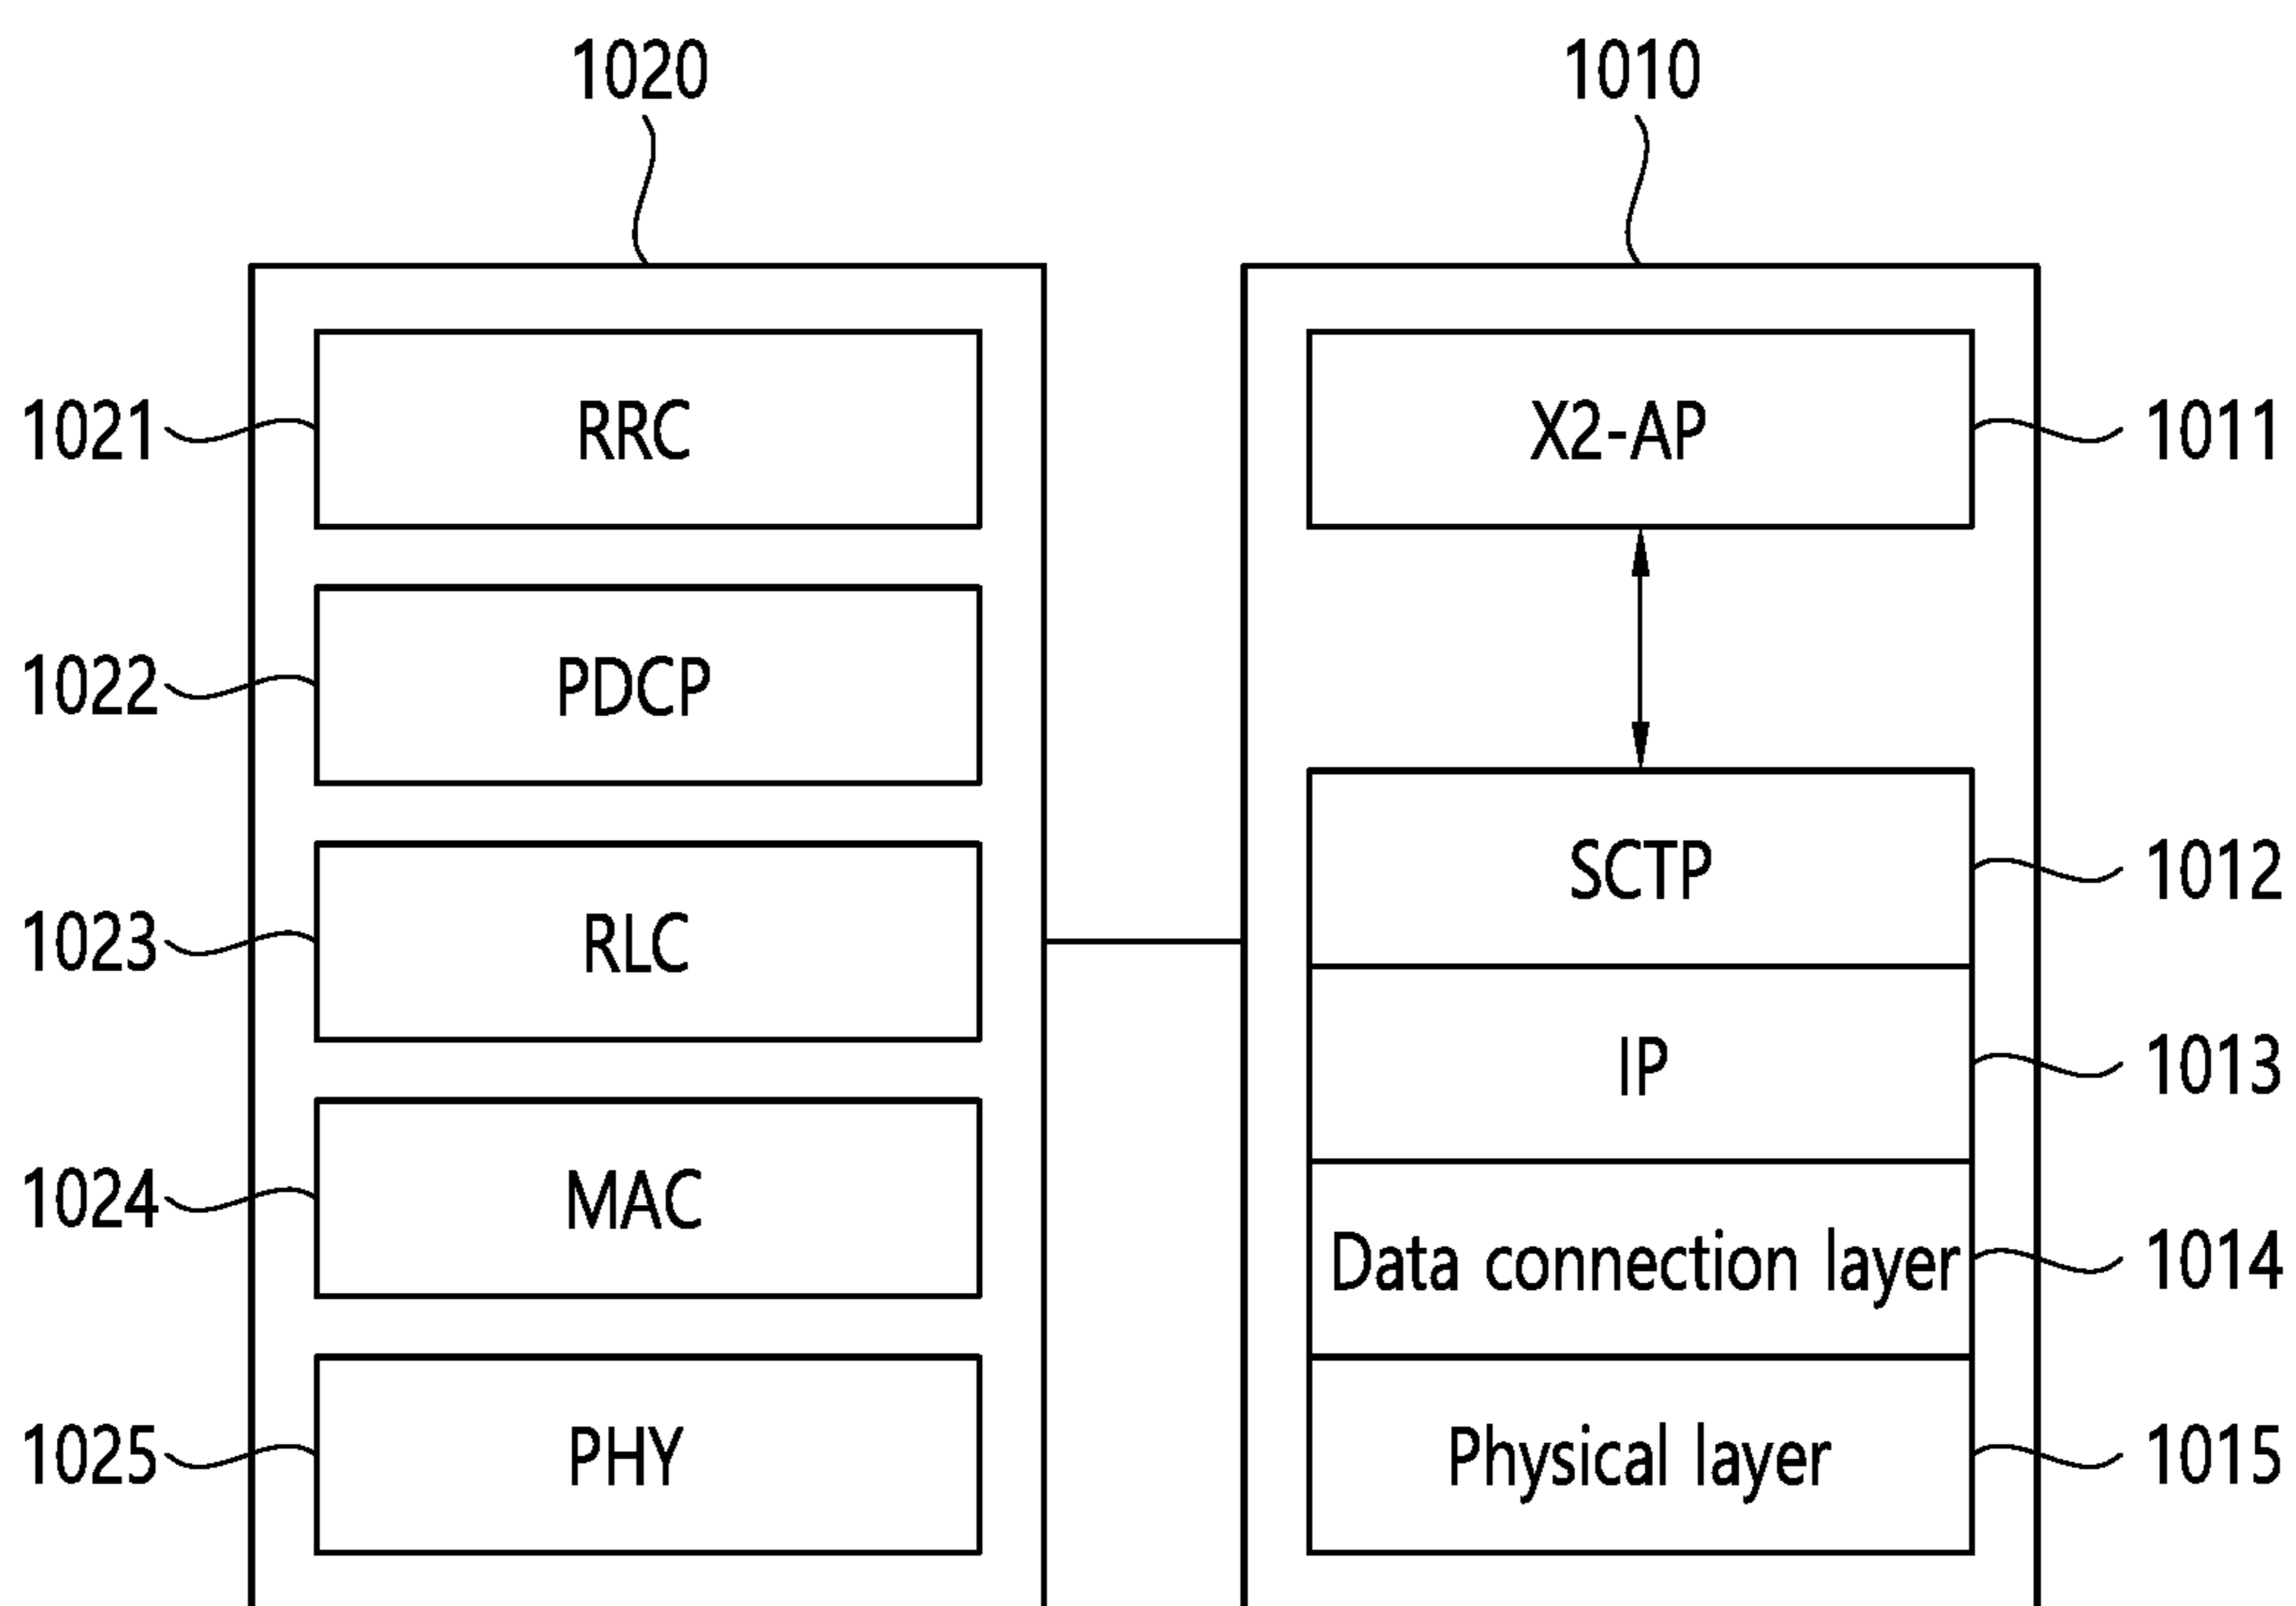 1020
1010
1021
RRC
X2-AP
1011
1022
PDCP
SCTP
1012
1023
RLC
IP
1013
1024
MAC
Data connection layer
1014
1025
PHY
Physical layer
1015